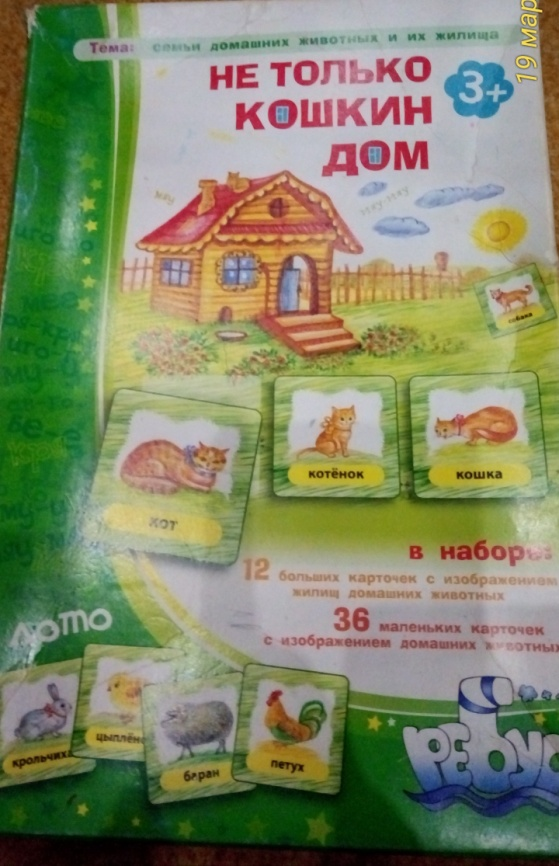 19 мар
Тема: семьи домашних животных и их жилища
НЕ ТОЛЬКО
КОШКИН
ДОМ
3+
мяу
мяу-мяу
собака
котёнок
кошка
кот
в наборе:
12 больших карточек с изображением
жилищ домашних животных
36 маленьких карточек
с изображением домашних животных
лото
крольчиха
цыплёнок
баран
петух
РЕбУС